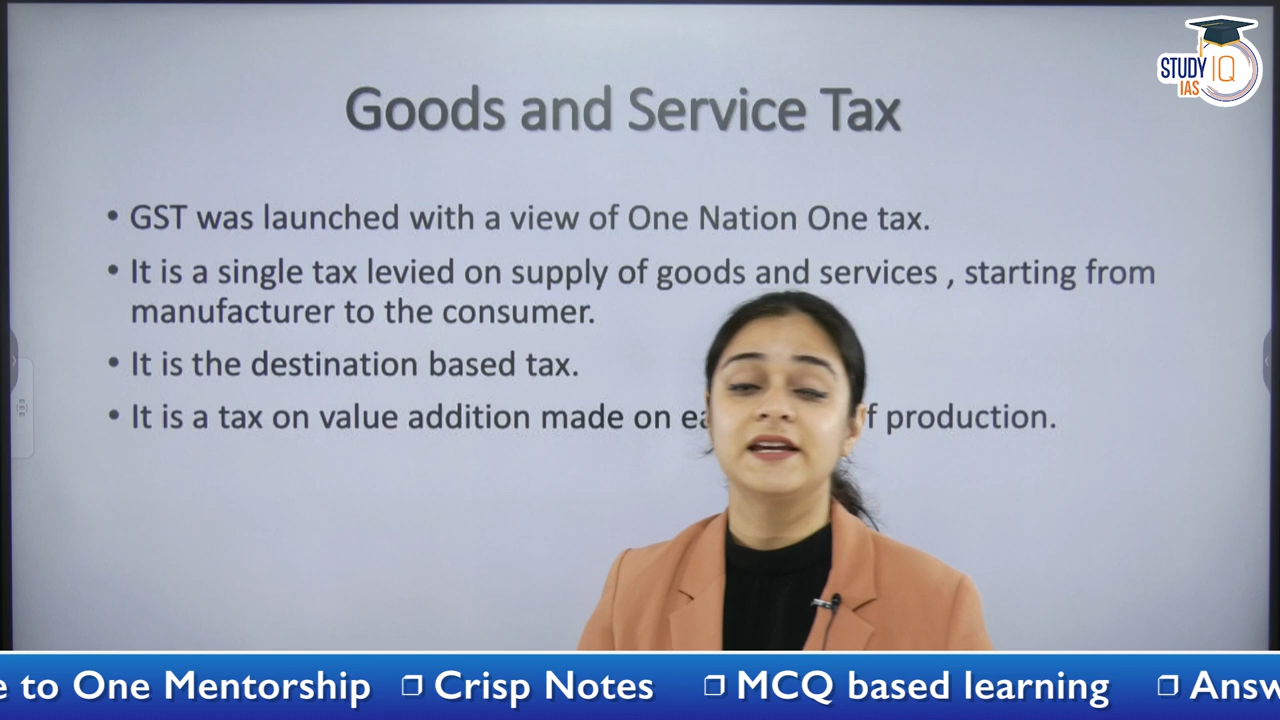 STUDY IQ
IAS
Goods and Service Tax
• GST was launched with a view of One Nation One tax.
• It is a single tax levied on supply of goods and services , starting from
manufacturer to the consumer.
• It is the destination based tax.
• It is a tax on value addition made on production.
to One Mentorship ❐ Crisp Notes ❐ MCQ based learning ❐